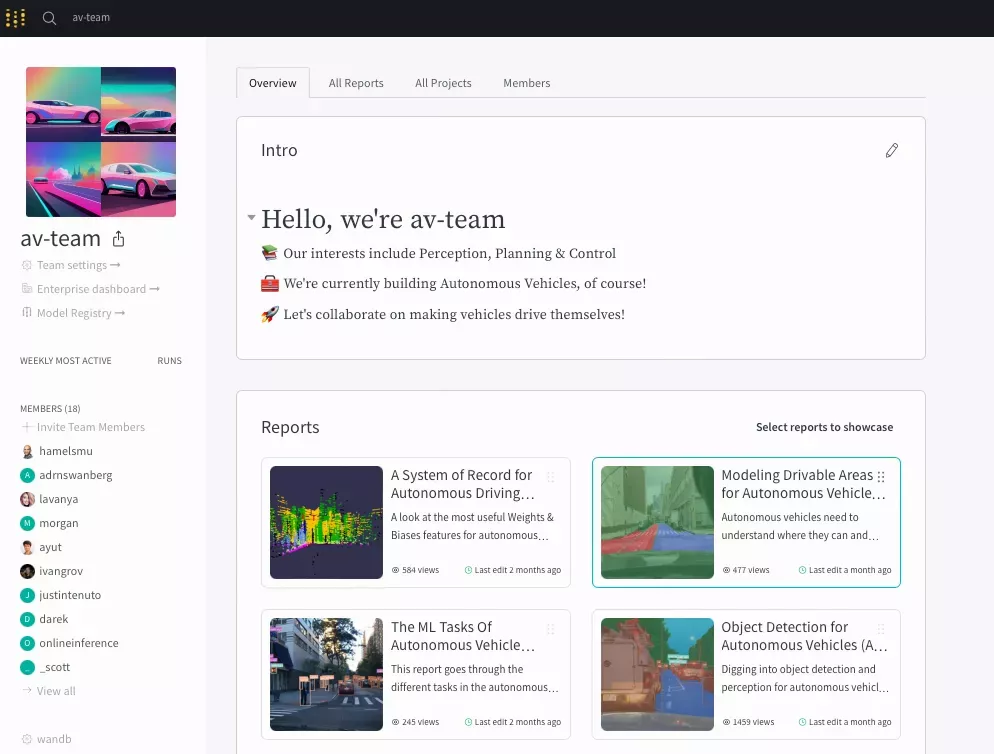 av-team
Overview
All Reports
All Projects
Members
av-team
Team settings
Enterprise dashboard
Model Registry
WEEKLY MOST ACTIVE
RUNS
MEMBERS (18)
Invite Team Members
hamelsmu
A adrnswanberg
lavanya
M morgan
ayut
ivangrov
J justintenuto
D darek
O onlineinference
_ _scott
View all
wandb
Intro
Hello, we're av-team
Our interests include Perception, Planning & Control
We're currently building Autonomous Vehicles, of course!
Let's collaborate on making vehicles drive themselves!
Reports
Select reports to showcase
A System of Record for
Autonomous Driving...
A look at the most useful Weights &
Biases features for autonomous...
584 views
Last edit 2 months ago
Modeling Drivable Areas
for Autonomous Vehicle...
Autonomous vehicles need to
understand where they can and...
477 views
Last edit a month ago
The ML Tasks Of
Autonomous Vehicle...
This report goes through the
different tasks in the autonomous...
245 views
Last edit 2 months ago
Object Detection for
Autonomous Vehicles (A...
Digging into object detection and
perception for autonomous vehicl...
1459 views
Last edit a month ago